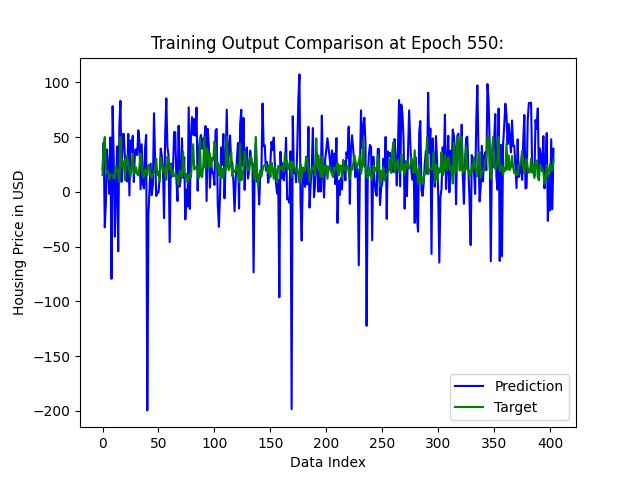 Training Output Comparison at Epoch 550:
100
50
0
−50
−100
−150
−200
Housing Price in USD
0 50 100 150 200 250 300 350 400
Data Index
Prediction
Target